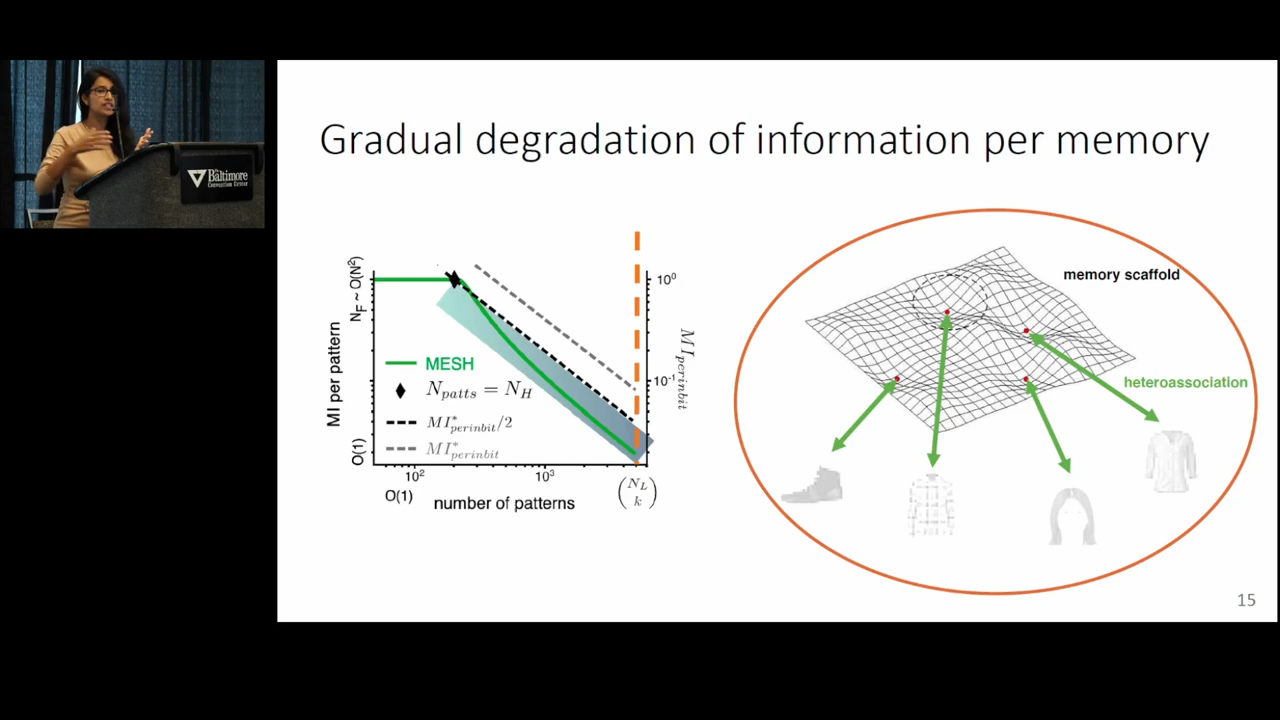 The Baltimore
Convention Center
Gradual degradation of information per memory
MI per pattern
O(1)
N_F ~ O(N²)
MESH
N_patts = N_H
MI*_perinbit/2
MI*_perinbit
10⁰
10⁻¹
MI_perinbit
10²
10³
O(1)
number of patterns
(N_L k)
memory scaffold
heteroassociation
15